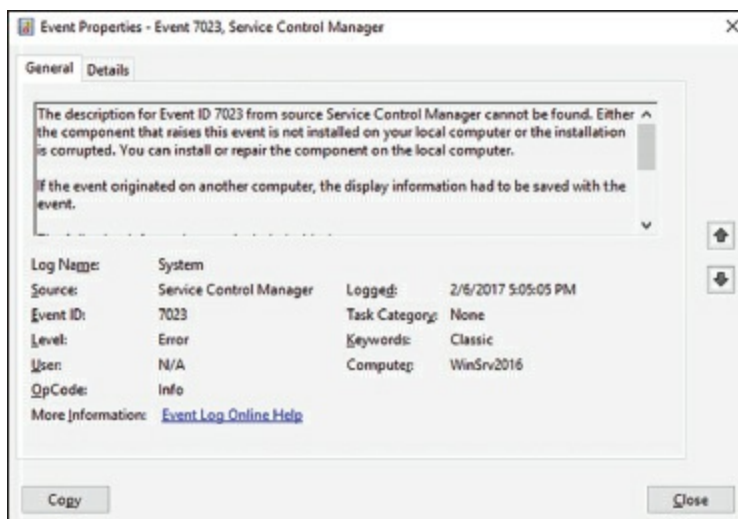 Event Properties - Event 7023, Service Control Manager
General Details
The description for Event ID 7023 from source Service Control Manager cannot be found. Either
the component that raises this event is not installed on your local computer or the installation
is corrupted. You can install or repair the component on the local computer.
If the event originated on another computer, the display information had to be saved with the
event.
Log Name: System
Source: Service Control Manager Logged: 2/6/2017 5:05:05 PM
Event ID: 7023 Task Category: None
Level: Error Keywords: Classic
User: N/A Computer: WinSrv2016
OpCode: Info
More Information: Event Log Online Help
Copy Close